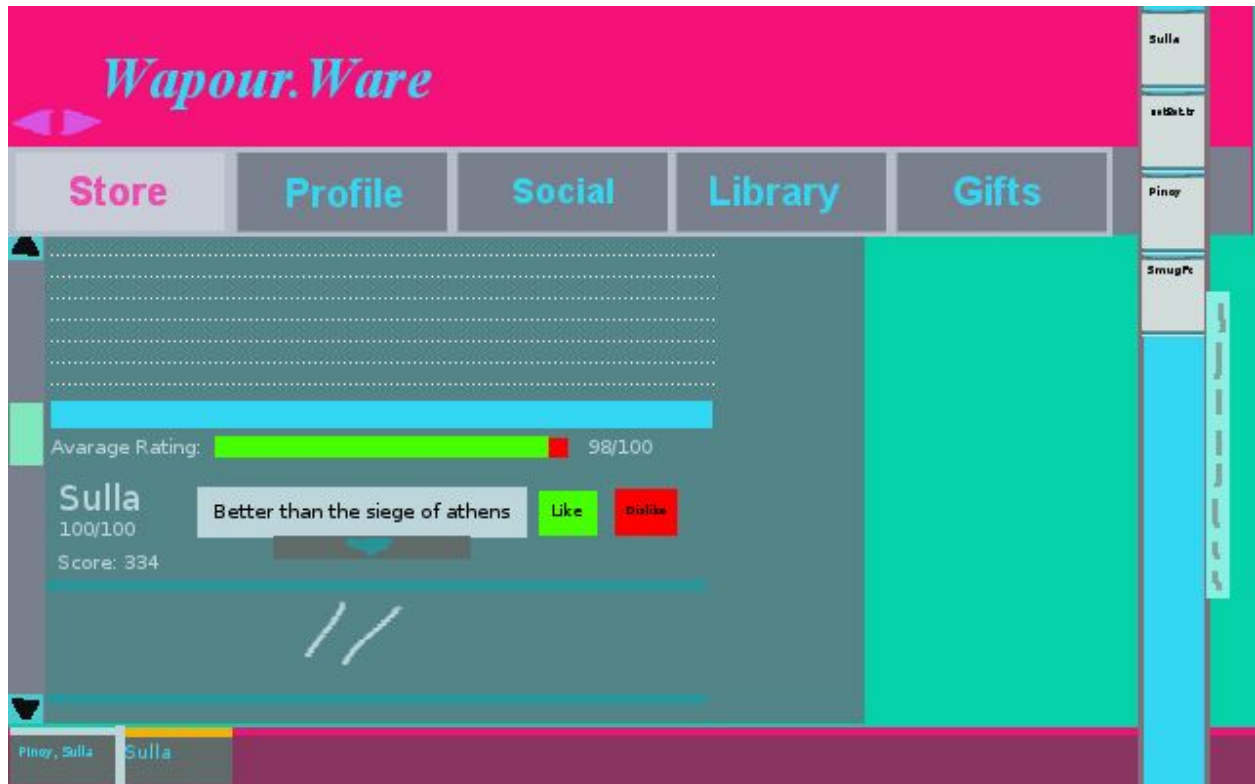 Wapour.Ware
Store
Profile
Social
Library
Gifts
Avarage Rating:
98/100
Sulla
100/100
Score: 334
Better than the siege of athens
Like
Dislike
Sulla
Pinoy
Pinoy, Sulla
Sulla